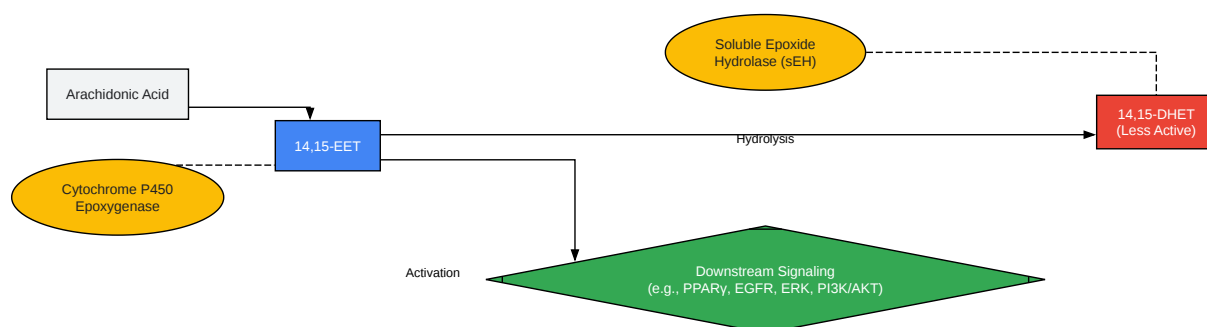 Soluble Epoxide
Hydrolase (sEH)
Arachidonic Acid
14,15-EET
14,15-DHET
(Less Active)
Hydrolysis
Cytochrome P450
Epoxygenase
Activation
Downstream Signaling
(e.g., PPARγ, EGFR, ERK, PI3K/AKT)